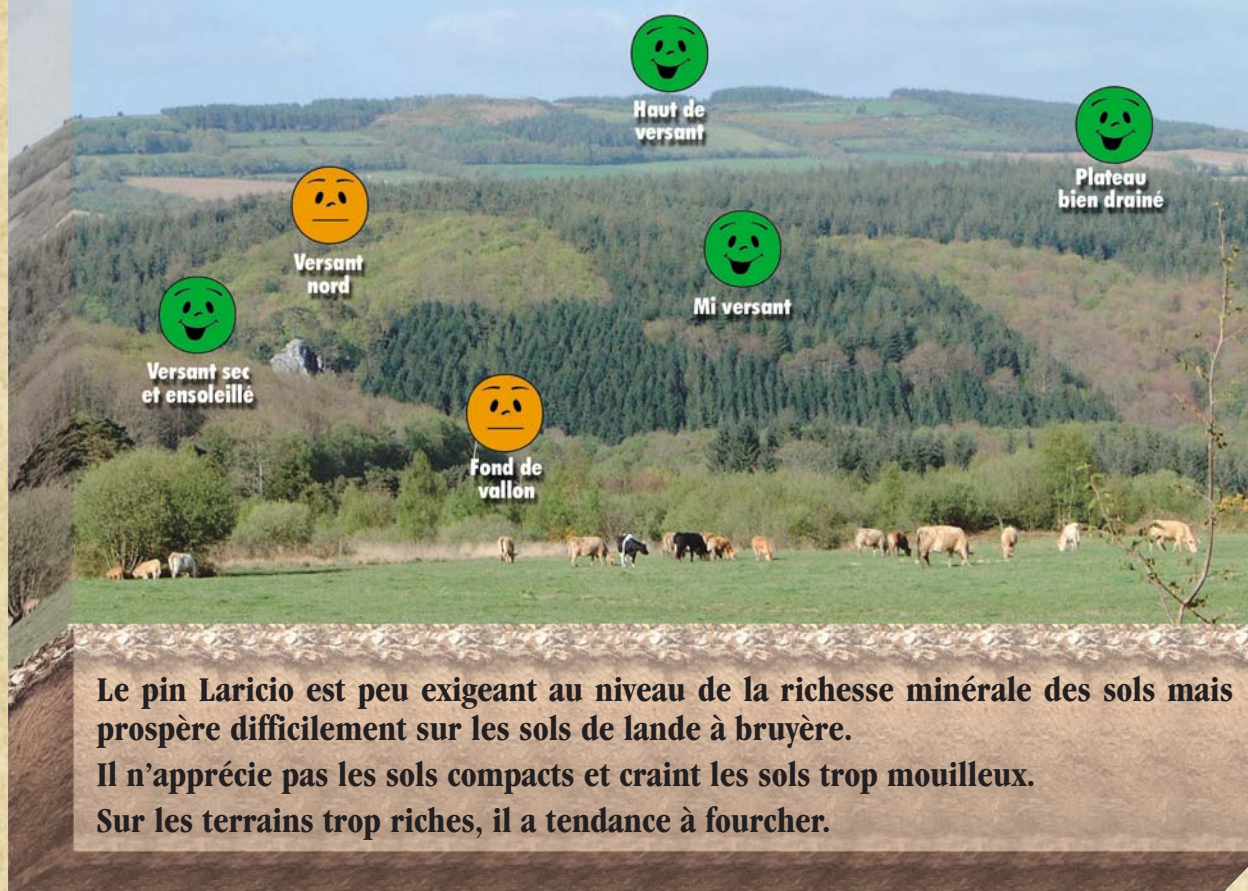 Haut de
versant
Plateau
bien drainé
Versant
nord
Mi versant
Versant sec
et ensoleillé
Fond de
vallon
Le pin Laricio est peu exigeant au niveau de la richesse minérale des sols mais
prospère difficilement sur les sols de lande à bruyère.
Il n’apprécie pas les sols compacts et craint les sols trop mouilleux.
Sur les terrains trop riches, il a tendance à fourcher.